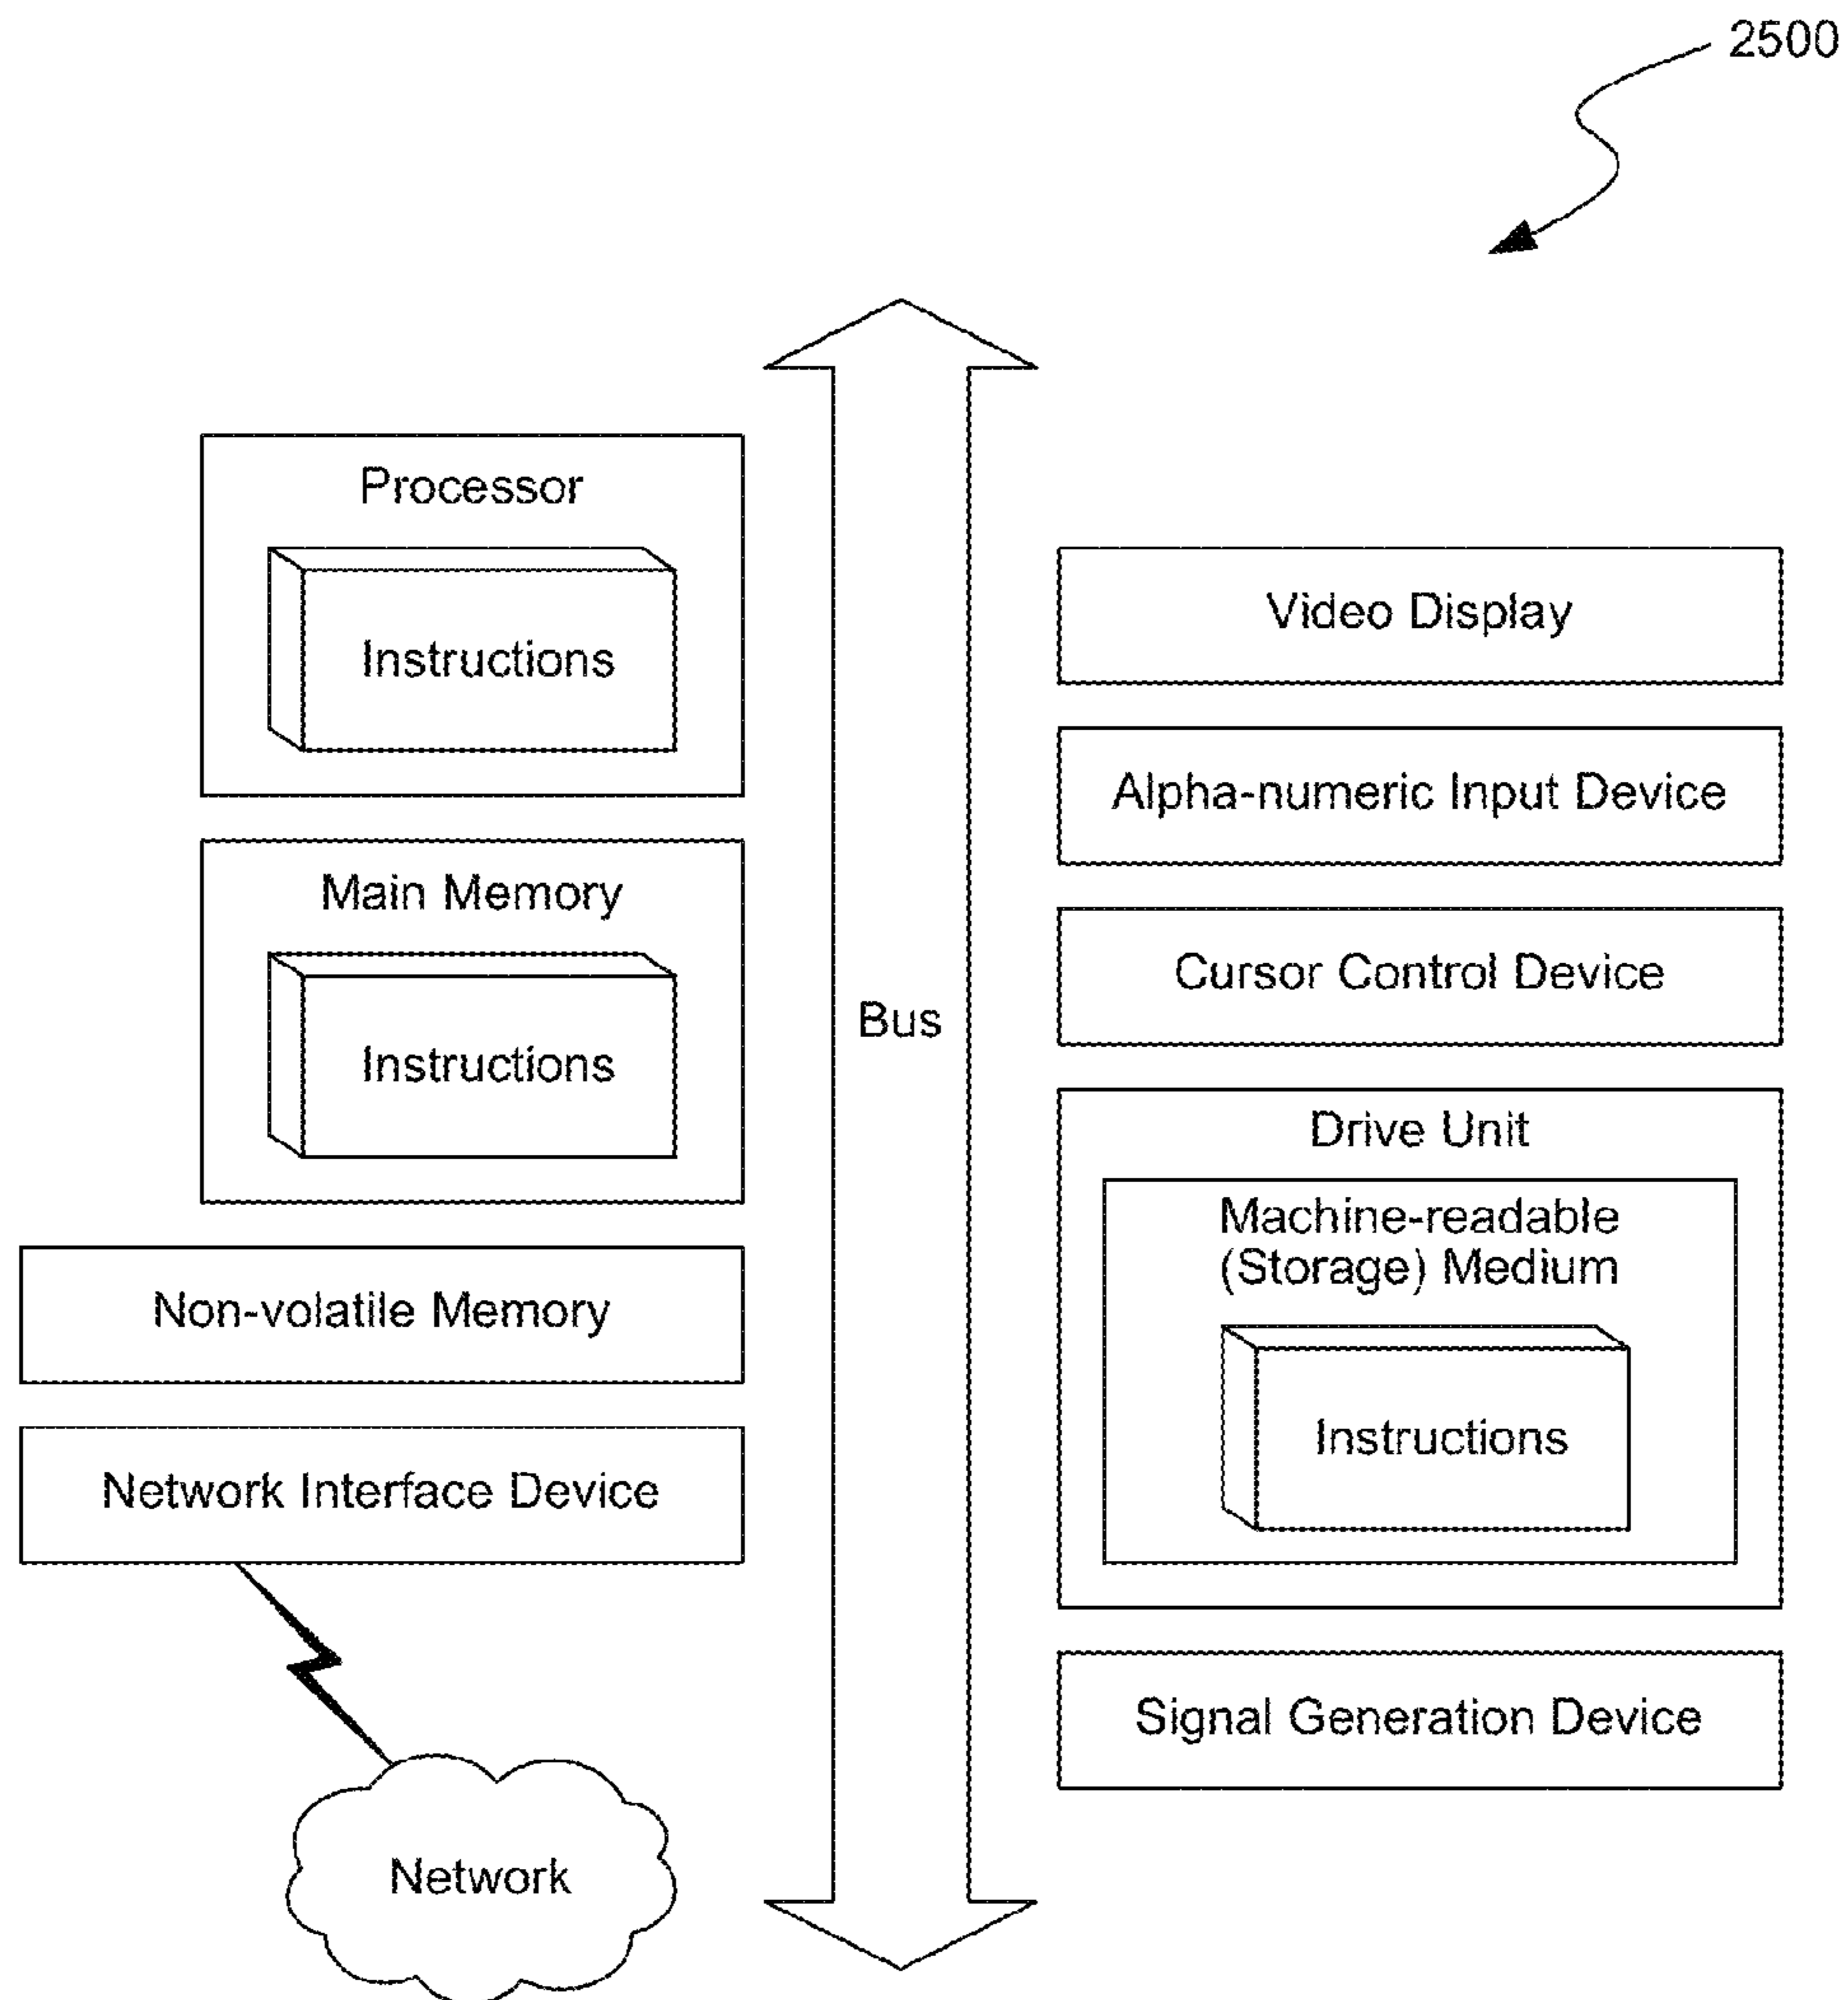 2500
Processor
Instructions
Main Memory
Instructions
Non-volatile Memory
Network Interface Device
Network
Bus
Video Display
Alpha-numeric Input Device
Cursor Control Device
Drive Unit
Machine-readable
(Storage) Medium
Instructions
Signal Generation Device